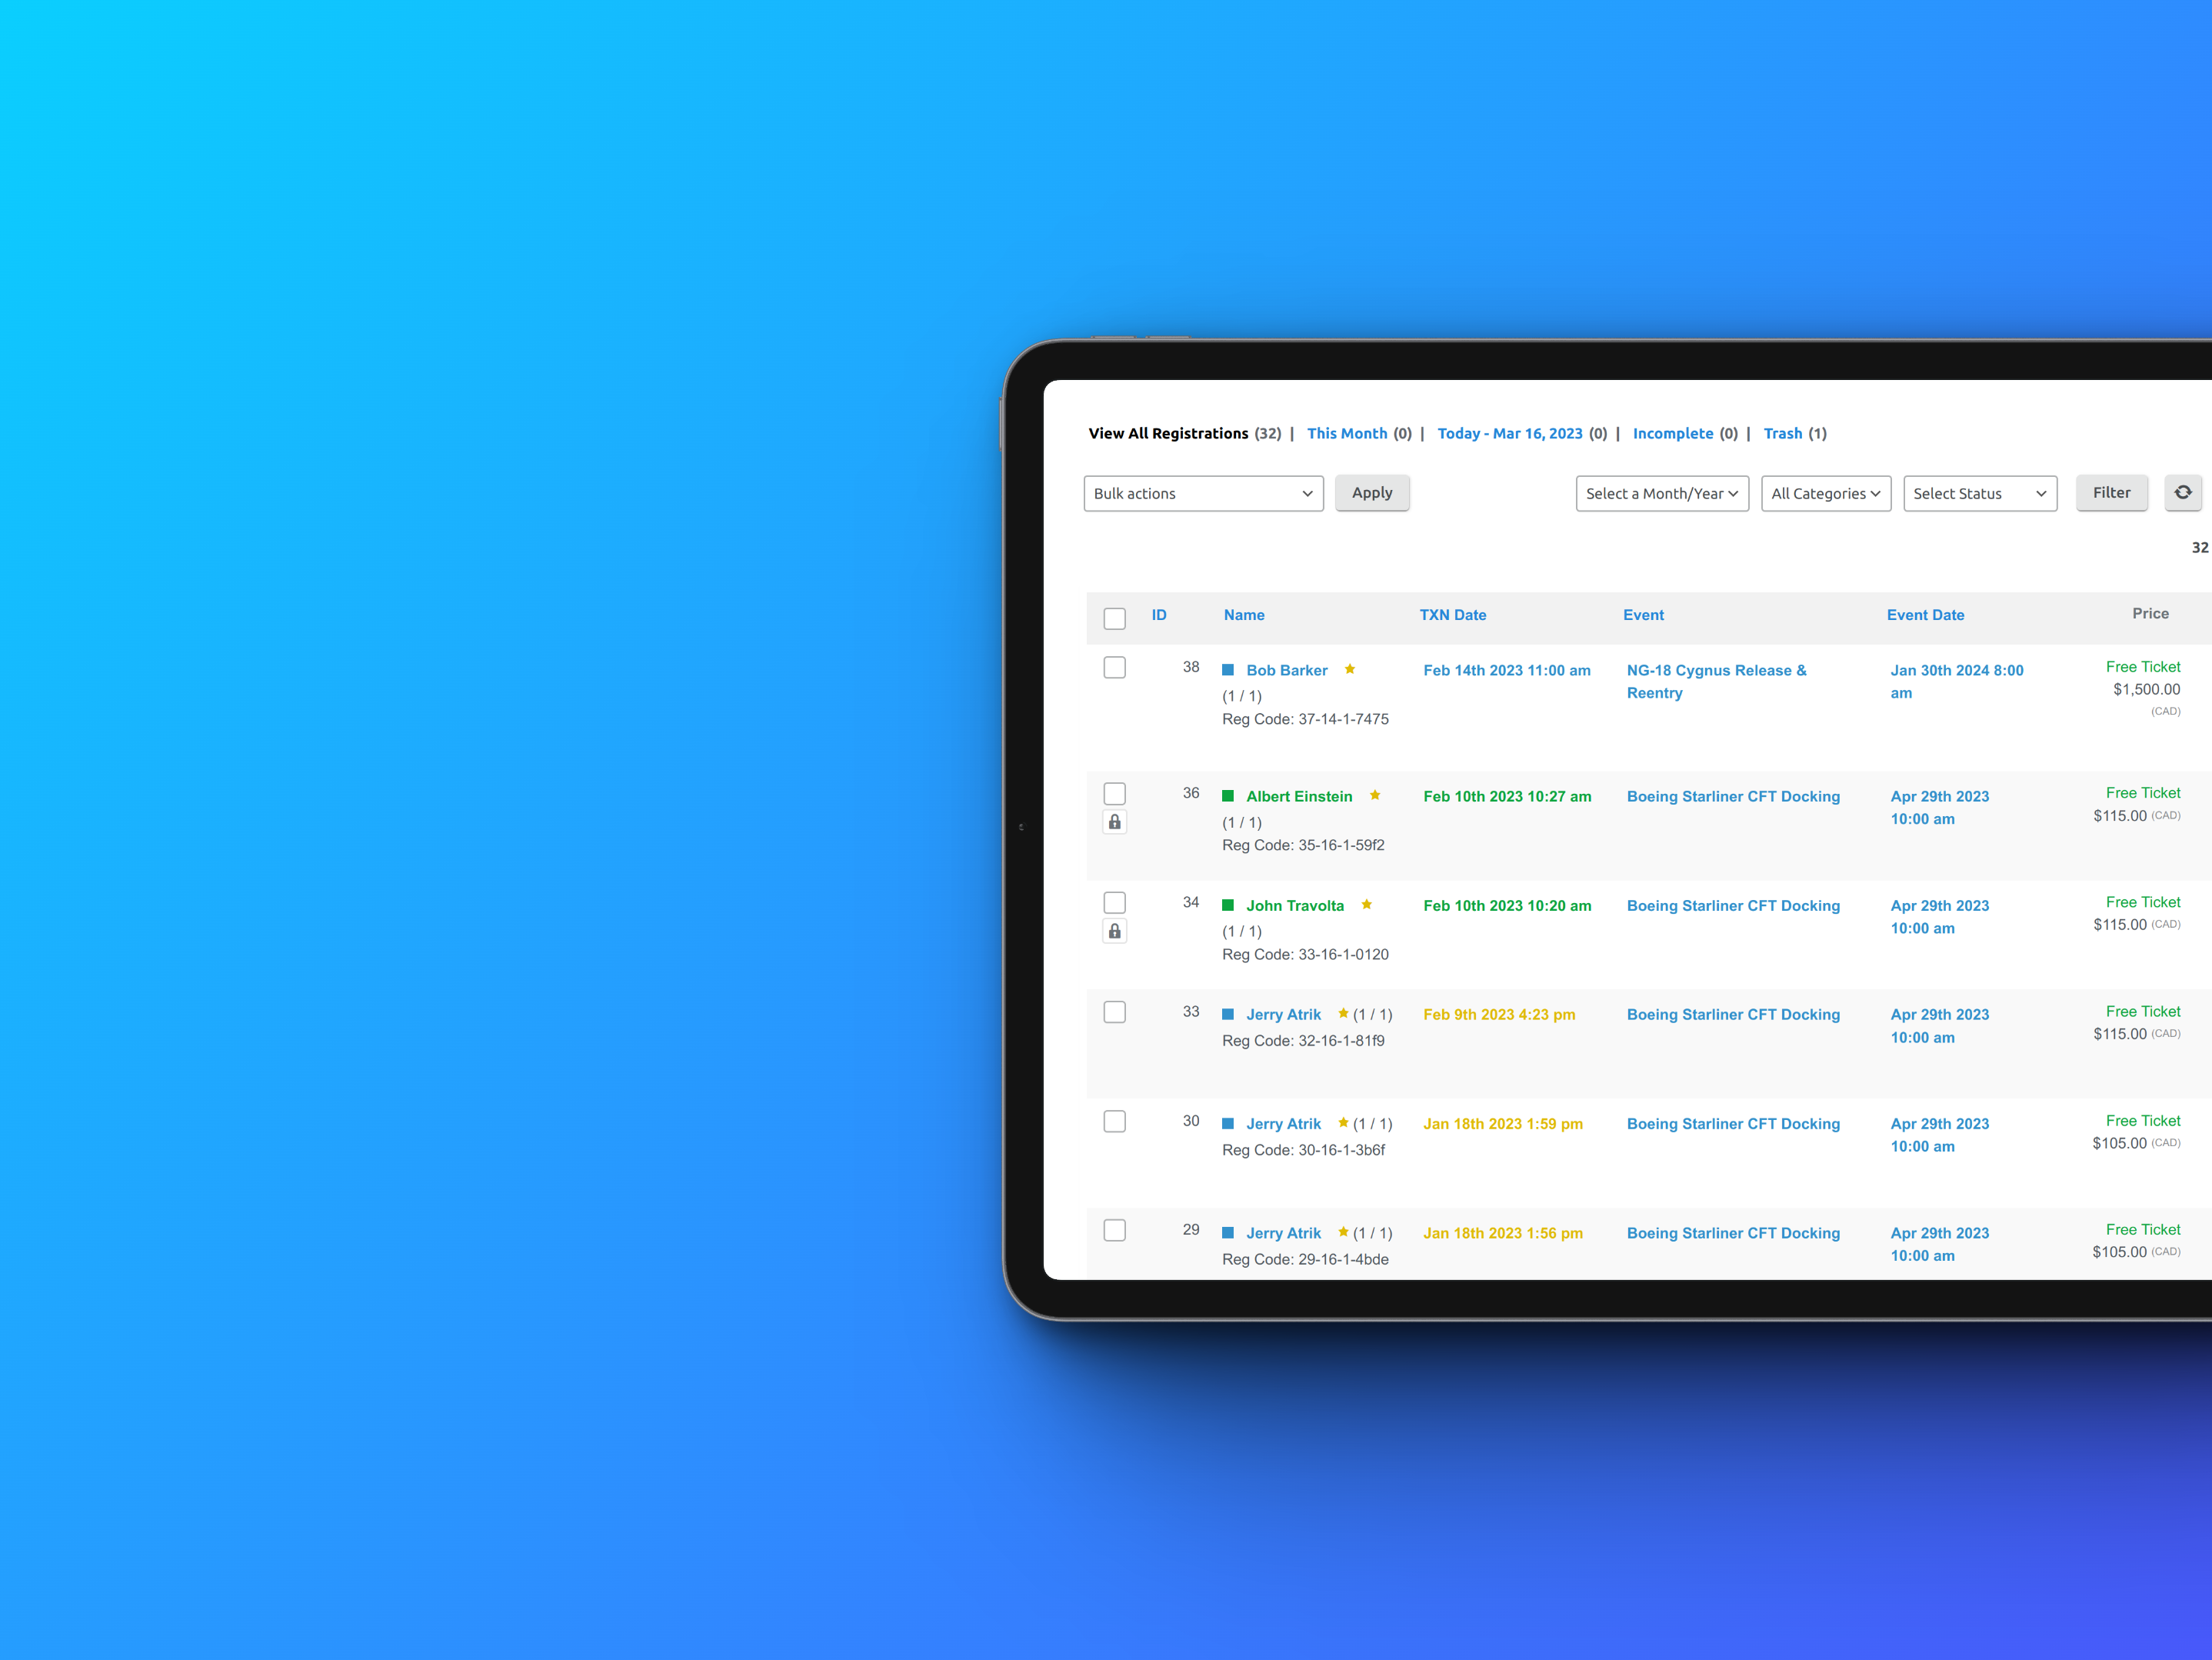 View All Registrations (32) | This Month (0) | Today - Mar 16, 2023 (0) | Incomplete (0) | Trash (1)
Bulk actions Apply Select a Month/Year All Categories Select Status Filter
32
ID Name TXN Date Event Event Date Price
38 Bob Barker Feb 14th 2023 11:00 am NG-18 Cygnus Release & Jan 30th 2024 8:00 Free Ticket
(1 / 1) Reentry am $1,500.00
Reg Code: 37-14-1-7475 (CAD)
36 Albert Einstein Feb 10th 2023 10:27 am Boeing Starliner CFT Docking Apr 29th 2023 Free Ticket
(1 / 1) 10:00 am $115.00 (CAD)
Reg Code: 35-16-1-59f2
34 John Travolta Feb 10th 2023 10:20 am Boeing Starliner CFT Docking Apr 29th 2023 Free Ticket
(1 / 1) 10:00 am $115.00 (CAD)
Reg Code: 33-16-1-0120
33 Jerry Atrik (1 / 1) Feb 9th 2023 4:23 pm Boeing Starliner CFT Docking Apr 29th 2023 Free Ticket
Reg Code: 32-16-1-81f9 10:00 am $115.00 (CAD)
30 Jerry Atrik (1 / 1) Jan 18th 2023 1:59 pm Boeing Starliner CFT Docking Apr 29th 2023 Free Ticket
Reg Code: 30-16-1-3b6f 10:00 am $105.00 (CAD)
29 Jerry Atrik (1 / 1) Jan 18th 2023 1:56 pm Boeing Starliner CFT Docking Apr 29th 2023 Free Ticket
Reg Code: 29-16-1-4bde 10:00 am $105.00 (CAD)